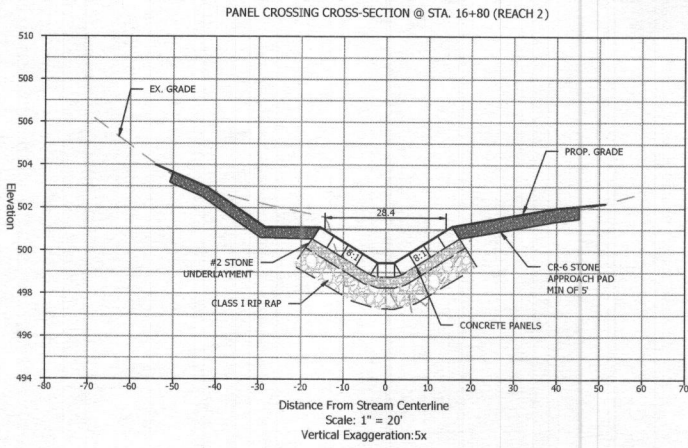 PANEL CROSSING CROSS-SECTION @ STA. 16+80 (REACH 2)
510
508
506
504
502
500
498
496
494
Elevation
EX. GRADE
PROP. GRADE
28.4
8:1
8:1
#2 STONE
UNDERLAYMENT
CLASS I RIP RAP
CR-6 STONE
APPROACH PAD
MIN OF 5'
CONCRETE PANELS
-80 -70 -60 -50 -40 -30 -20 -10 0 10 20 30 40 50 60 70
Distance From Stream Centerline
Scale: 1" = 20'
Vertical Exaggeration:5x